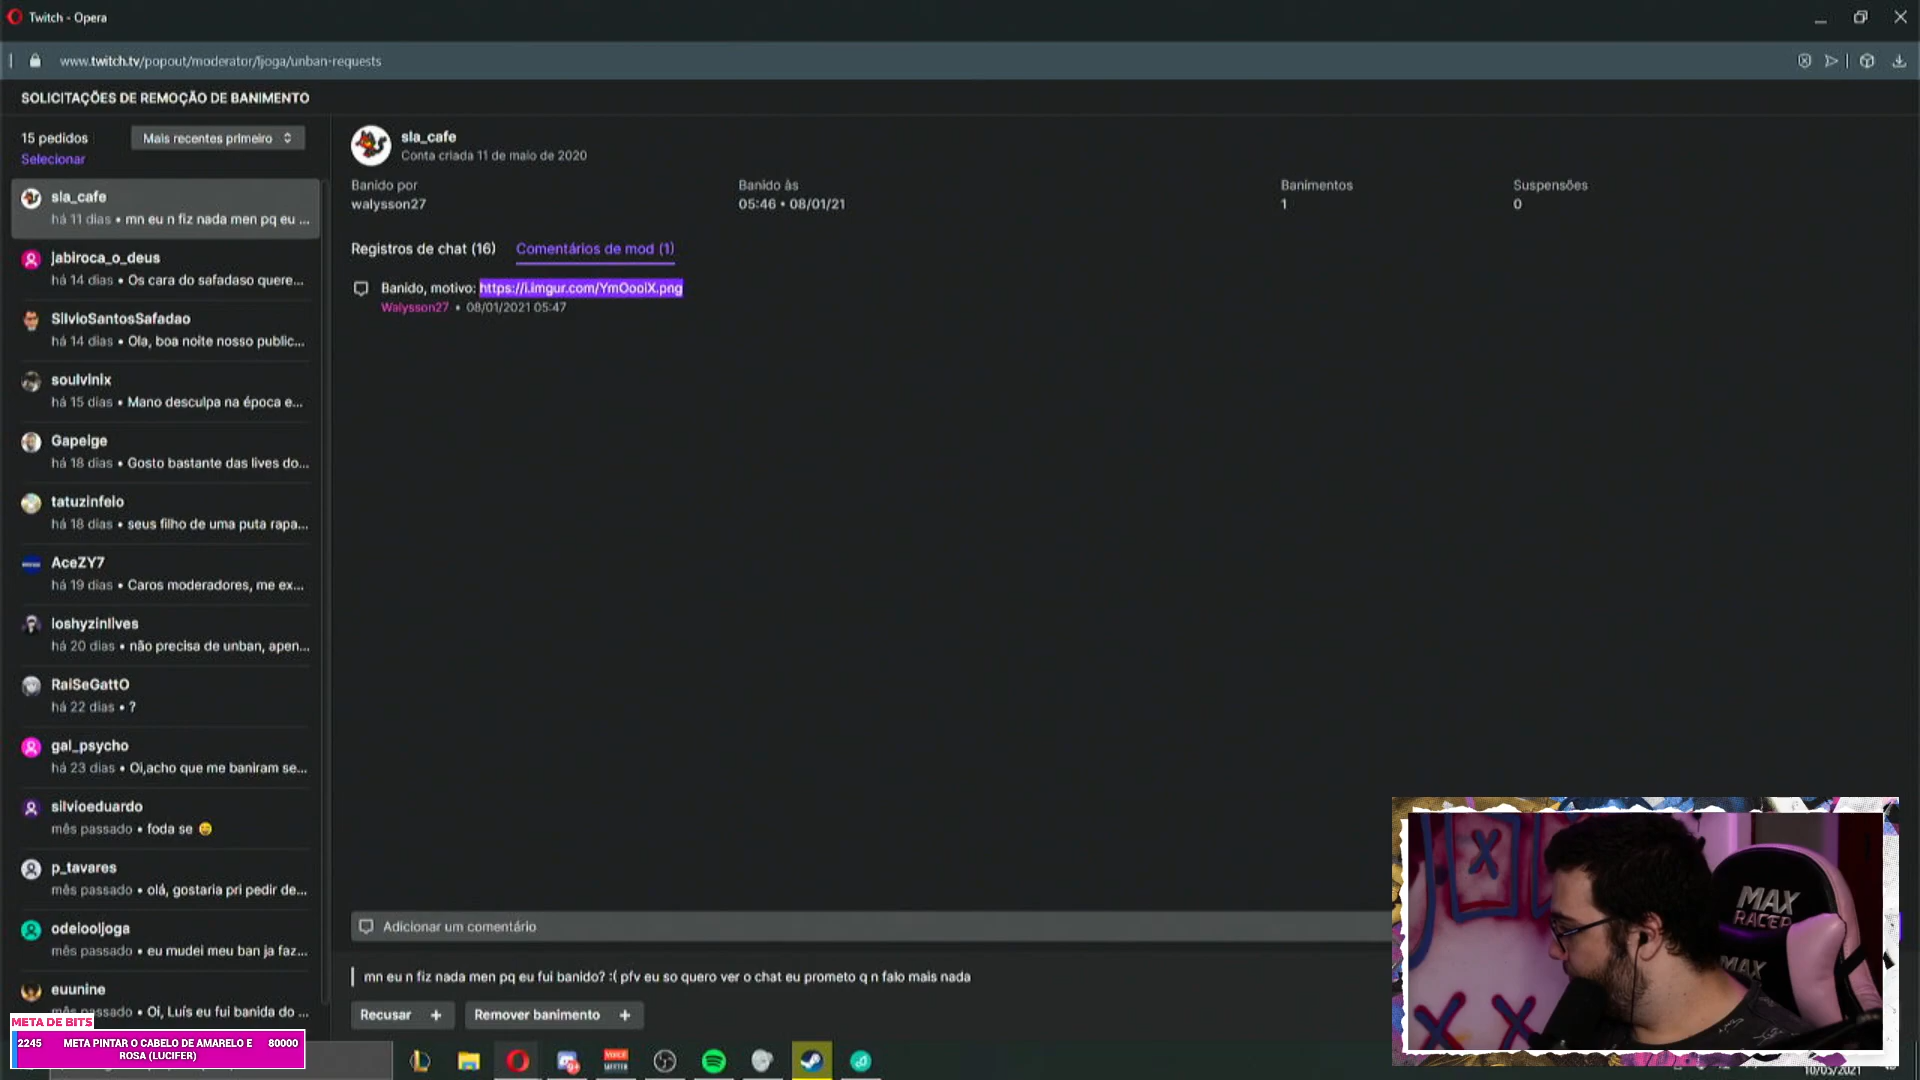 Twitch - Opera
www.twitch.tv/popout/moderator/ljoga/unban-requests
SOLICITAÇÕES DE REMOÇÃO DE BANIMENTO
15 pedidos
Mais recentes primeiro
Selecionar
sla_cafe
há 11 dias • mn eu n fiz nada men pq eu ...
jabiroca_o_deus
há 14 dias • Os cara do safadaso quere...
SilvioSantosSafadao
há 14 dias • Ola, boa noite nosso public...
soulvinix
há 15 dias • Mano desculpa na época e...
Gapeige
há 18 dias • Gosto bastante das lives do...
tatuzinfeio
há 18 dias • seus filho de uma puta rapa...
AceZY7
há 19 dias • Caros moderadores, me ex...
loshyzinlives
há 20 dias • não precisa de unban, apen...
RaiSeGattO
há 22 dias • ?
gal_psycho
há 23 dias • Oi,acho que me baniram se...
silvioeduardo
mês passado • foda se 😄
p_tavares
mês passado • olá, gostaria pri pedir de...
odeiooljoga
mês passado • eu mudei meu ban ja faz...
euunine
mês passado • Oi, Luís eu fui banida do ...
META DE BITS
2245 META PINTAR O CABELO DE AMARELO E 80000
ROSA (LUCIFER)
sla_cafe
Conta criada 11 de maio de 2020
Banido por
walysson27
Banido às
05:46 • 08/01/21
Banimentos
1
Suspensões
0
Registros de chat (16)
Comentários de mod (1)
Banido, motivo: https://i.imgur.com/YmOooiX.png
Walysson27 • 08/01/2021 05:47
Adicionar um comentário
mn eu n fiz nada men pq eu fui banido? :( pfv eu so quero ver o chat eu prometo q n falo mais nada
Recusar +
Remover banimento +
MAX
RACER
MAX
10/05/2021